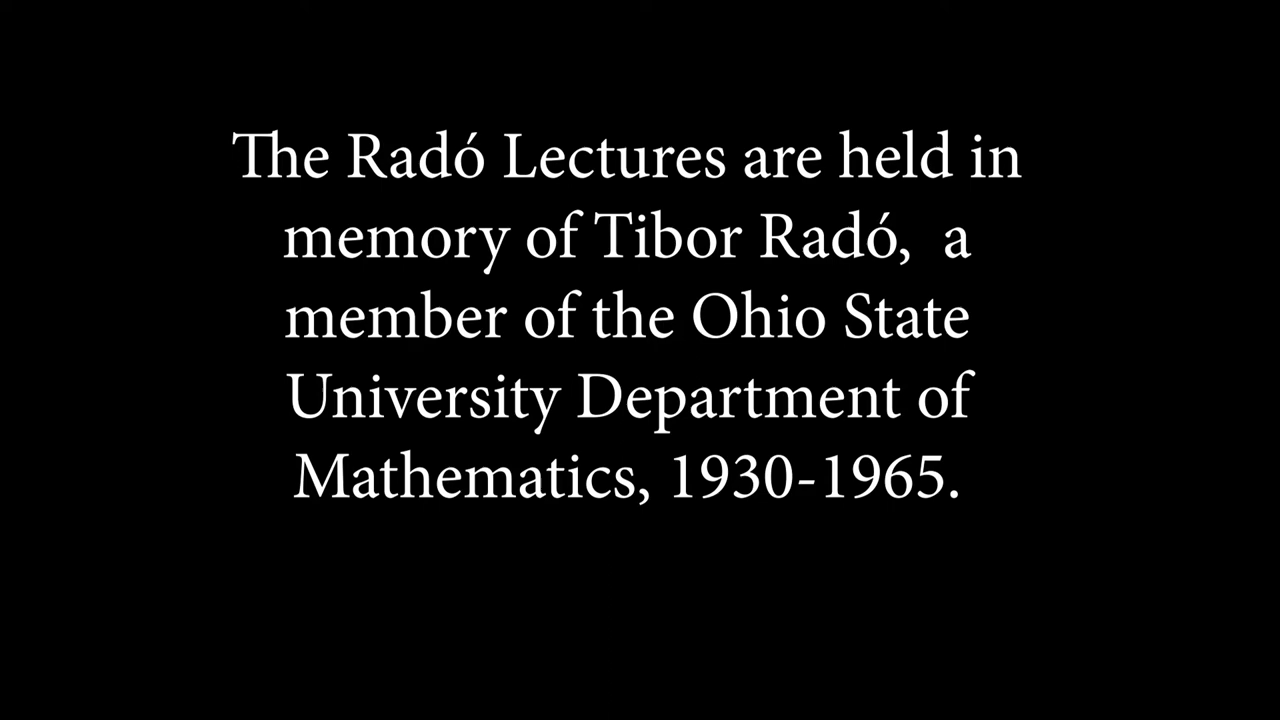 The Radó Lectures are held in
memory of Tibor Radó,  a
member of the Ohio State
University Department of
Mathematics, 1930-1965.